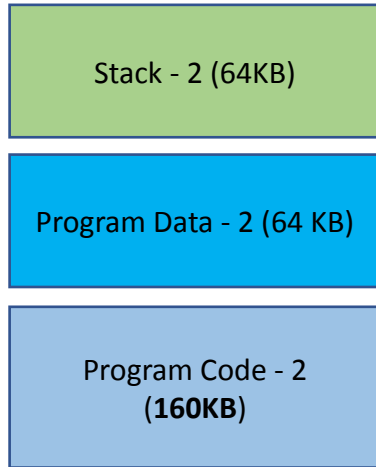 Stack - 2 (64KB)
Program Data - 2 (64 KB)
Program Code - 2
(160KB)